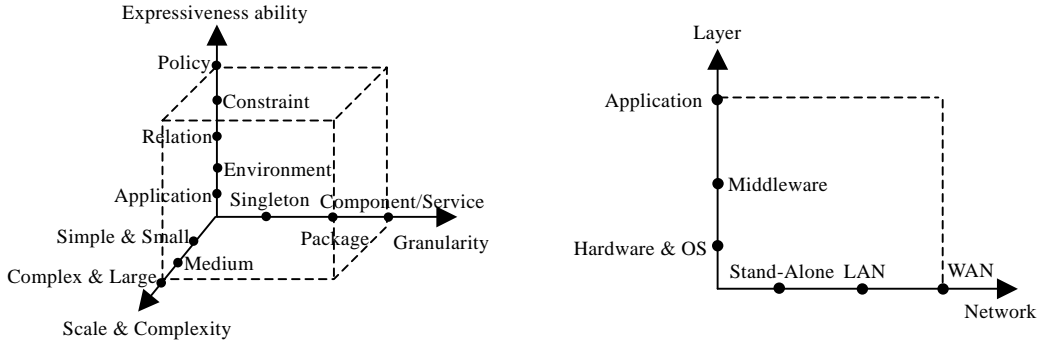 Expressiveness ability
Policy
Constraint
Relation
Environment
Application
Singleton
Component/Service
Package
Granularity
Simple & Small
Medium
Complex & Large
Scale & Complexity
Layer
Application
Middleware
Hardware & OS
Stand-Alone
LAN
WAN
Network